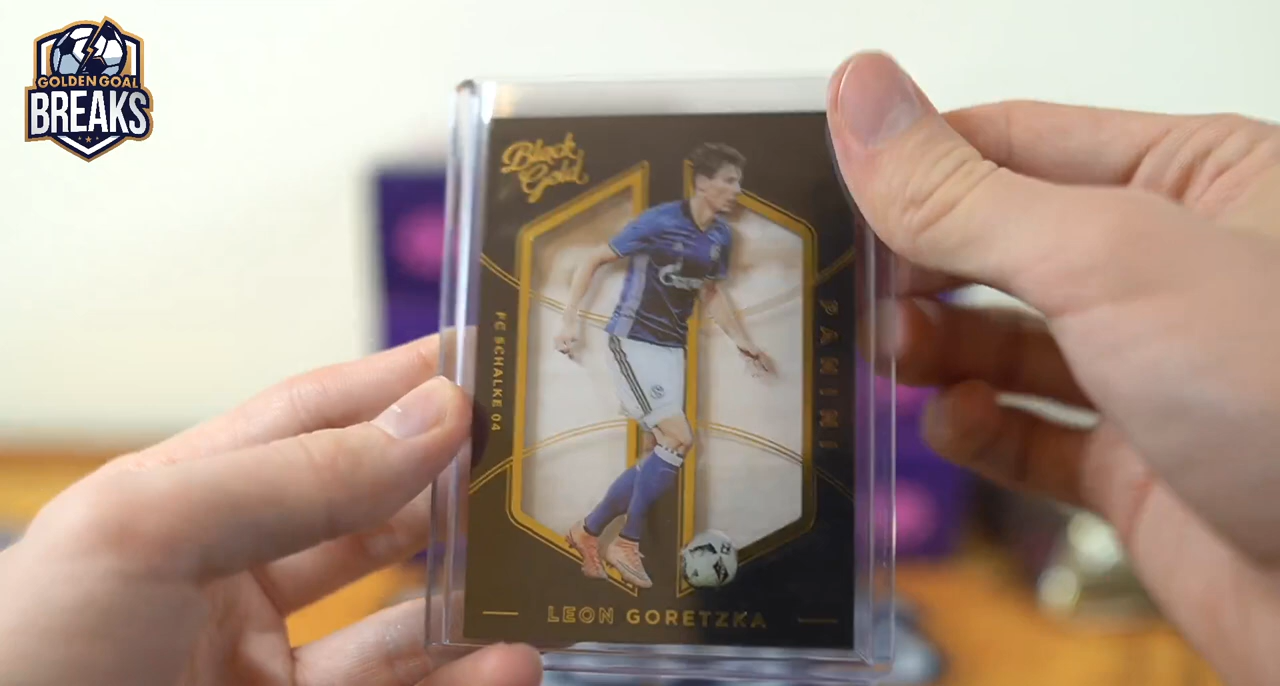 GOLDEN GOAL
BREAKS
Black
Gold
FC SCHALKE 04
PANINI
LEON GORETZKA